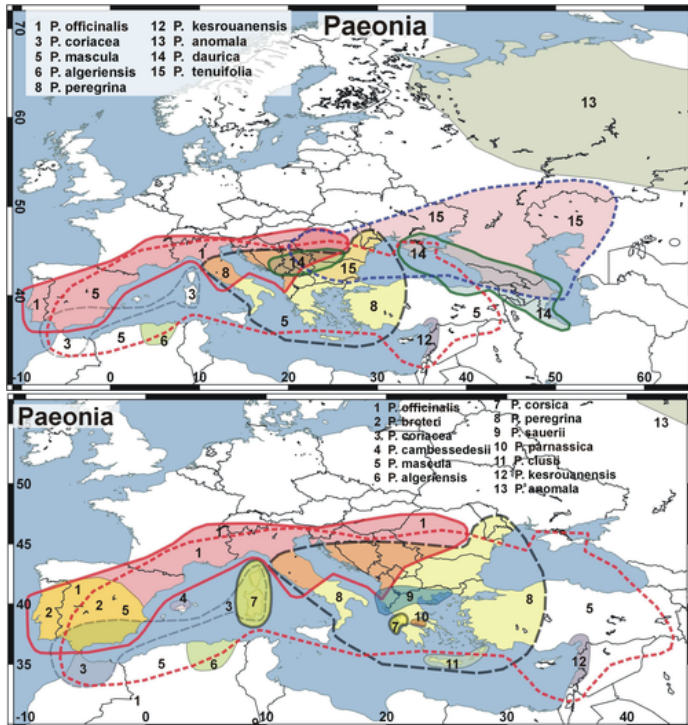 Paeonia
1 P. officinalis
3 P. coriacea
5 P. mascula
6 P. algeriensis
8 P. peregrina
12 P. kesrouanensis
13 P. anomala
14 P. daurica
15 P. tenuifolia
70
60
50
40
13
15
15
1
14
14
8
15
1
5
3
8
5
5
14
3
6
12
-10
0
10
20
30
40
50
60
Paeonia
1 P. officinalis
2 P. broteri
3 P. coriacea
4 P. cambessedesii
5 P. mascula
6 P. algeriensis
7 P. corsica
8 P. peregrina
9 P. sauerii
10 P. parnassica
11 P. clusii
12 P. kesrouanensis
13 P. anomala
13
50
45
40
35
1
1
1
1
2
2
5
4
3
7
8
9
7
10
8
5
3
5
6
11
12
1
-10
0
10
20
30
40